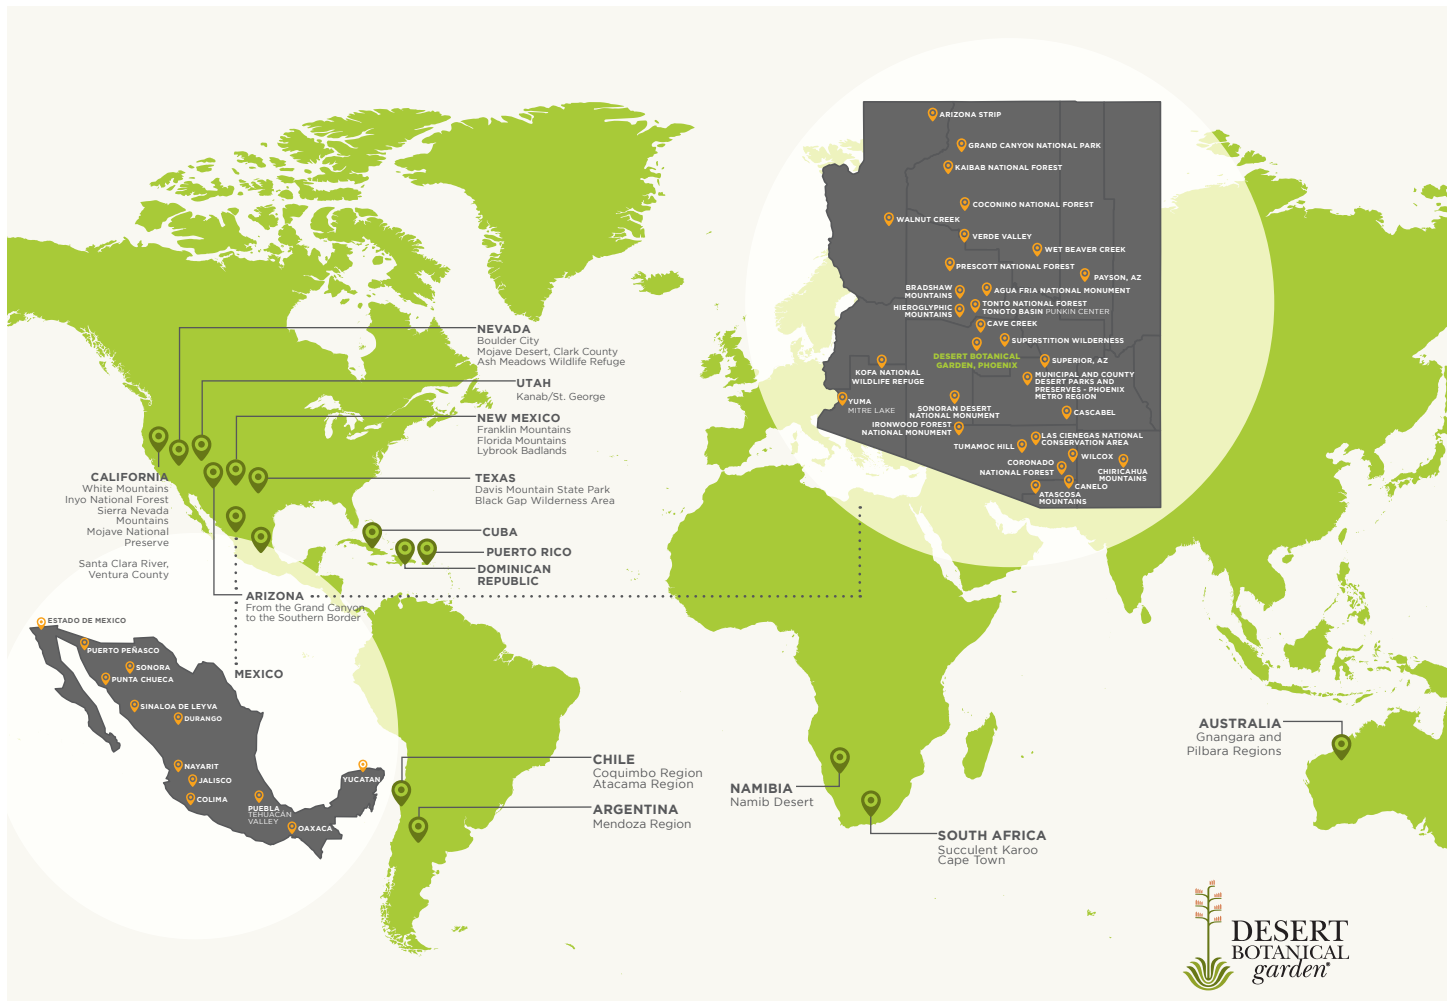 ARIZONA STRIP
GRAND CANYON NATIONAL PARK
KAIBAB NATIONAL FOREST
COCONINO NATIONAL FOREST
WALNUT CREEK
VERDE VALLEY
WET BEAVER CREEK
PRESCOTT NATIONAL FOREST
PAYSON, AZ
BRADSHAW
MOUNTAINS
AGUA FRIA NATIONAL MONUMENT
HIEROGLYPHIC
MOUNTAINS
TONTO NATIONAL FOREST
TONOTO BASIN PUNKIN CENTER
CAVE CREEK
SUPERSTITION WILDERNESS
DESERT BOTANICAL
GARDEN, PHOENIX
SUPERIOR, AZ
KOFA NATIONAL
WILDLIFE REFUGE
MUNICIPAL AND COUNTY
DESERT PARKS AND
PRESERVES - PHOENIX
METRO REGION
YUMA
MITRE LAKE
SONORAN DESERT
NATIONAL MONUMENT
CASCABEL
IRONWOOD FOREST
NATIONAL MONUMENT
LAS CIENEGAS NATIONAL
CONSERVATION AREA
TUMAMOC HILL
WILCOX
CORONADO
NATIONAL FOREST
CHIRICAHUA
MOUNTAINS
CANELO
ATASCOSA
MOUNTAINS
NEVADA
Boulder City
Mojave Desert, Clark County
Ash Meadows Wildlife Refuge
UTAH
Kanab/St. George
NEW MEXICO
Franklin Mountains
Florida Mountains
Lybrook Badlands
TEXAS
Davis Mountain State Park
Black Gap Wilderness Area
CALIFORNIA
White Mountains
Inyo National Forest
Sierra Nevada
Mountains
Mojave National
Preserve
Santa Clara River,
Ventura County
CUBA
PUERTO RICO
DOMINICAN
REPUBLIC
ARIZONA
From the Grand Canyon
to the Southern Border
MEXICO
ESTADO DE MEXICO
PUERTO PEÑASCO
SONORA
PUNTA CHUECA
SINALOA DE LEYVA
DURANGO
NAYARIT
JALISCO
COLIMA
YUCATAN
PUEBLA
TEHUACÁN
VALLEY
OAXACA
CHILE
Coquimbo Region
Atacama Region
ARGENTINA
Mendoza Region
NAMIBIA
Namib Desert
SOUTH AFRICA
Succulent Karoo
Cape Town
AUSTRALIA
Gnangara and
Pilbara Regions
DESERT
BOTANICAL
garden®